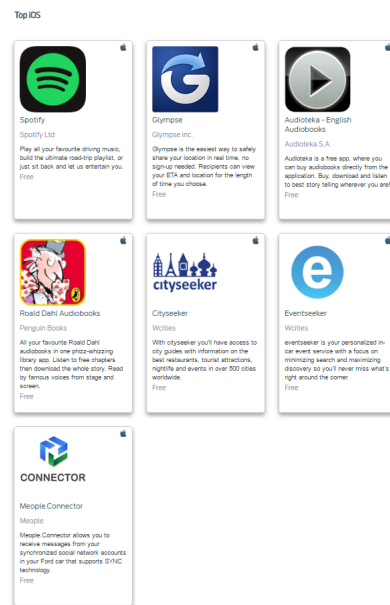 Top iOS
Spotify
Spotify Ltd
Play all your favourite driving music,
build the ultimate road-trip playlist, or
just sit back and let us entertain you.
Free
Glympse
Glympse inc.
Glympse is the easiest way to safely
share your location in real time, no
sign-up needed. Recipients can view
your ETA and location for the length
of time you choose.
Free
Audioteka - English
Audiobooks
Audioteka S.A.
Audioteka is a free app, where you
can buy audiobooks directly from the
application. Buy, download and listen
to best story telling wherever you are!
Free
Roald Dahl Audiobooks
Penguin Books
All your favourite Roald Dahl
audiobooks in one phizz-whizzing
library app. Listen to free chapters
then download the whole story. Read
by famous voices from stage and
screen.
Free
cityseeker
Cityseeker
Wcities
With cityseeker you'll have access to
city guides with information on the
best restaurants, tourist attractions,
nightlife and events in over 500 cities
worldwide.
Free
e
Eventseeker
Wcities
eventseeker is your personalized in-
car event service with a focus on
minimizing search and maximizing
discovery so you'll never miss what's
right around the corner.
Free
CONNECTOR
Meople.Connector
Meople
Meople.Connector allows you to
receive messages from your
synchronized social network accounts
in your Ford car that supports SYNC
technology.
Free